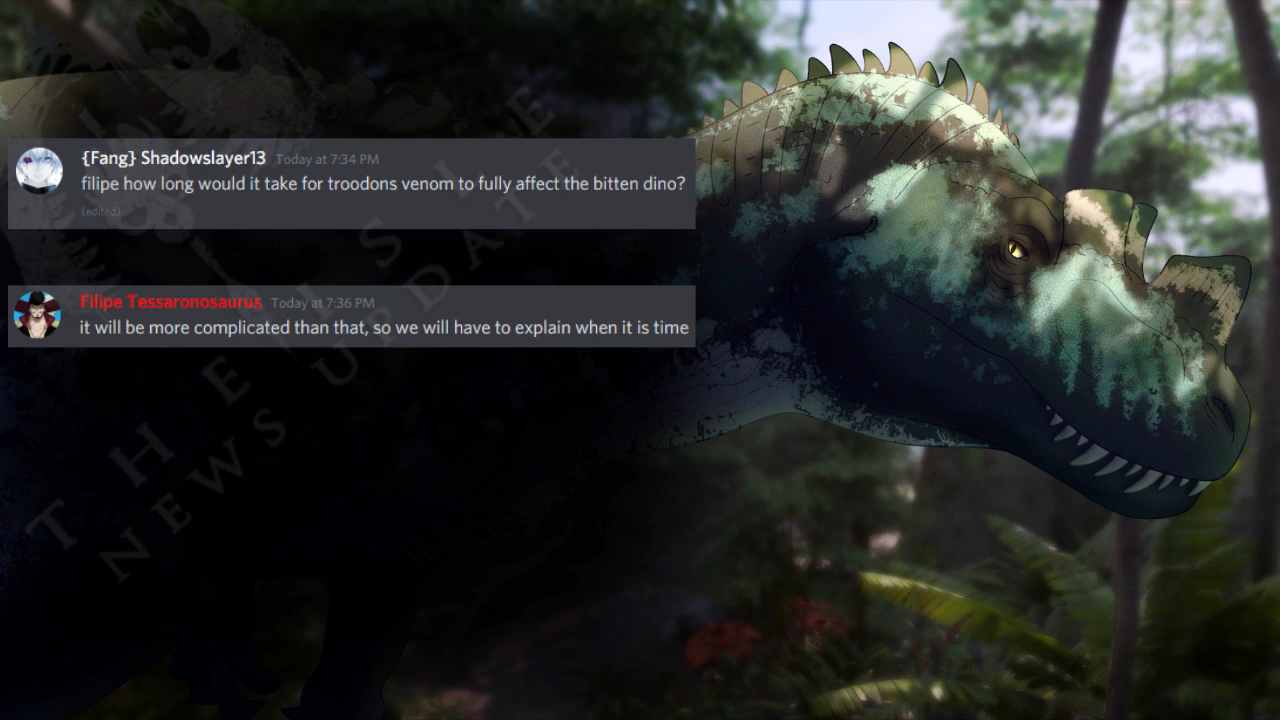 {Fang} Shadowslayer13 Today at 7:34 PM
filipe how long would it take for troodons venom to fully affect the bitten dino?
(edited)
Filipe Tessaronosaurus Today at 7:36 PM
it will be more complicated than that, so we will have to explain when it is time
THE ISLE
NEWS UPDATE